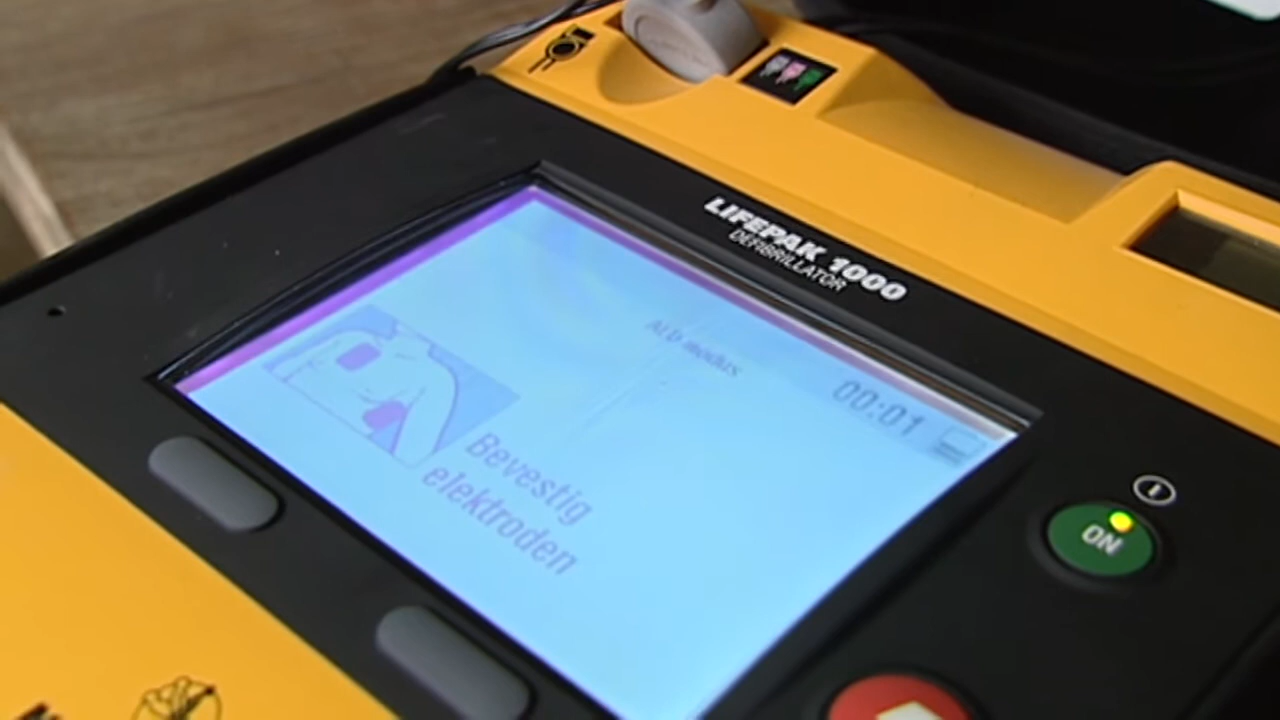 LIFEPAK 1000
DEFIBRILLATOR
AED modus
00:01
Bevestig
elektroden
ON